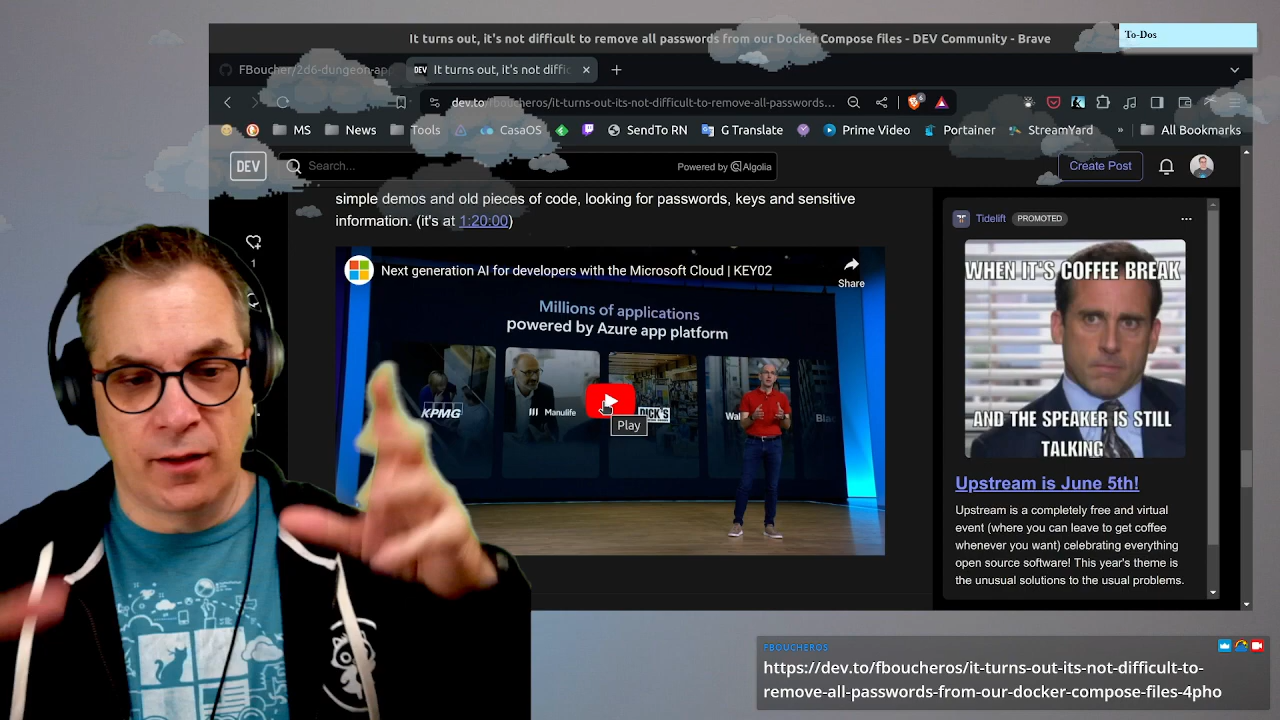 It turns out, it's not difficult to remove all passwords from our Docker Compose files - DEV Community - Brave
To-Dos
FBoucher/2d6-dungeon-app
DEV It turns out, it's not diffic
dev.to/fboucheros/it-turns-out-its-not-difficult-to-remove-all-passwords...
6
MS
News
Tools
CasaOS
SendTo RN
G Translate
Prime Video
Portainer
StreamYard
»
All Bookmarks
DEV
Search...
Powered by Algolia
Create Post
simple demos and old pieces of code, looking for passwords, keys and sensitive
information. (it's at 1:20:00)
1
Next generation AI for developers with the Microsoft Cloud | KEY02
Share
Millions of applications
powered by Azure app platform
KPMG
Manulife
DICK'S
Wal
Blac
Play
Tidelift PROMOTED
WHEN IT'S COFFEE BREAK
AND THE SPEAKER IS STILL
TALKING
Upstream is June 5th!
Upstream is a completely free and virtual
event (where you can leave to get coffee
whenever you want) celebrating everything
open source software! This year's theme is
the unusual solutions to the usual problems.
FBOUCHEROS
https://dev.to/fboucheros/it-turns-out-its-not-difficult-to-
remove-all-passwords-from-our-docker-compose-files-4pho